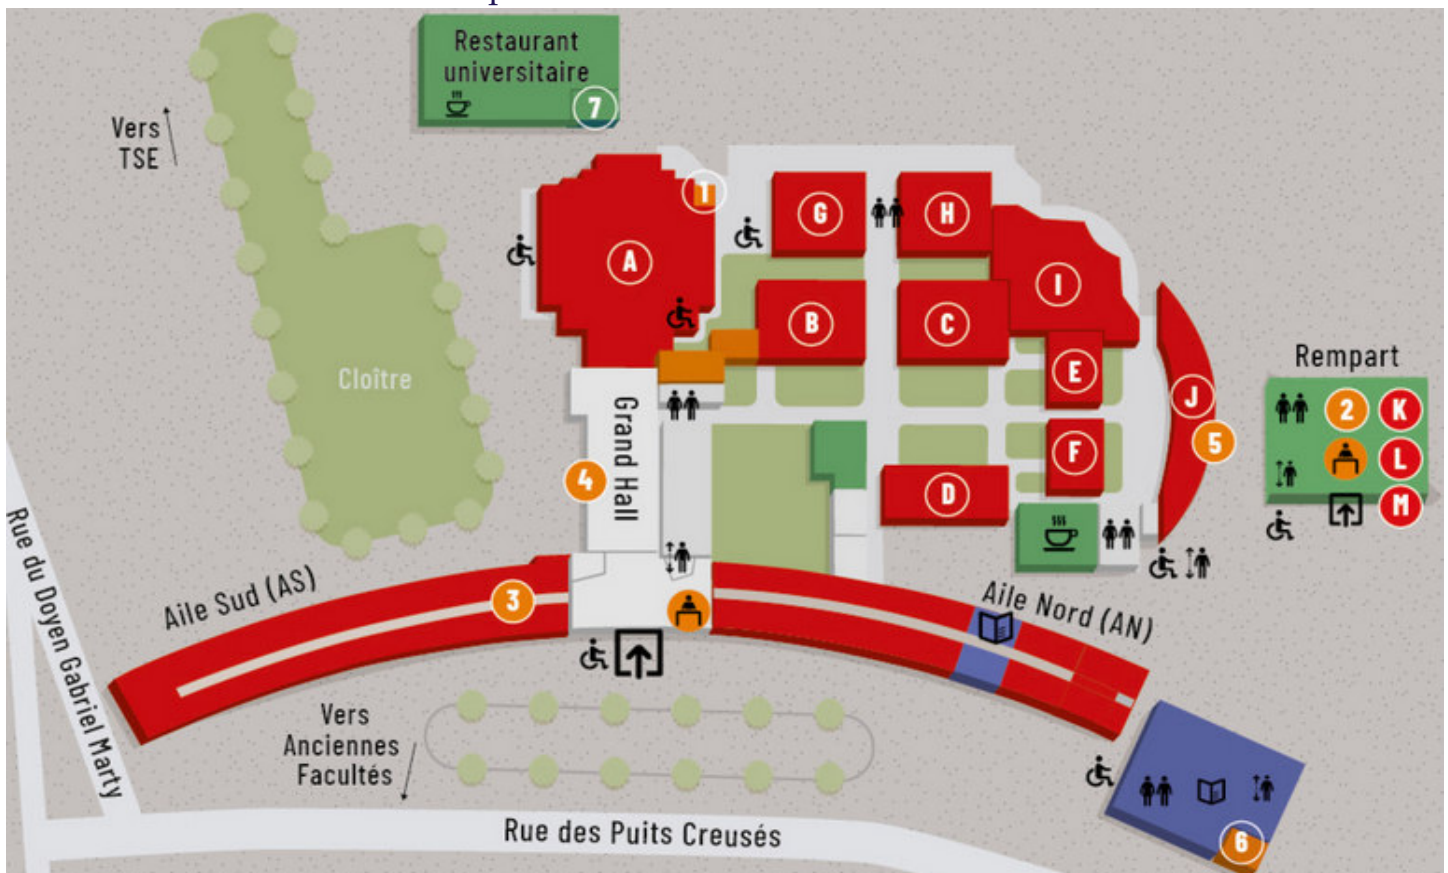 Restaurant
universitaire
7
Vers
TSE
1
G
H
A
I
B
C
Rempart
Cloître
E
J
2
K
Grand Hall
5
L
F
4
D
M
Aile Sud (AS)
3
Aile Nord (AN)
Rue du Doyen Gabriel Marty
Vers
Anciennes
Facultés
Rue des Puits Creusés
6